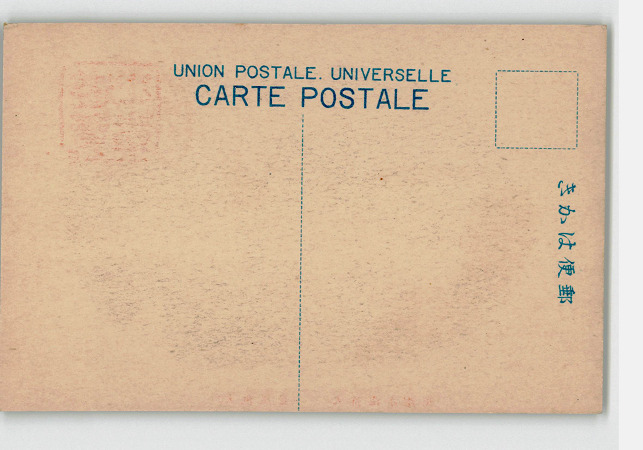 UNION POSTALE. UNIVERSELLE
CARTE POSTALE
きかは便郵